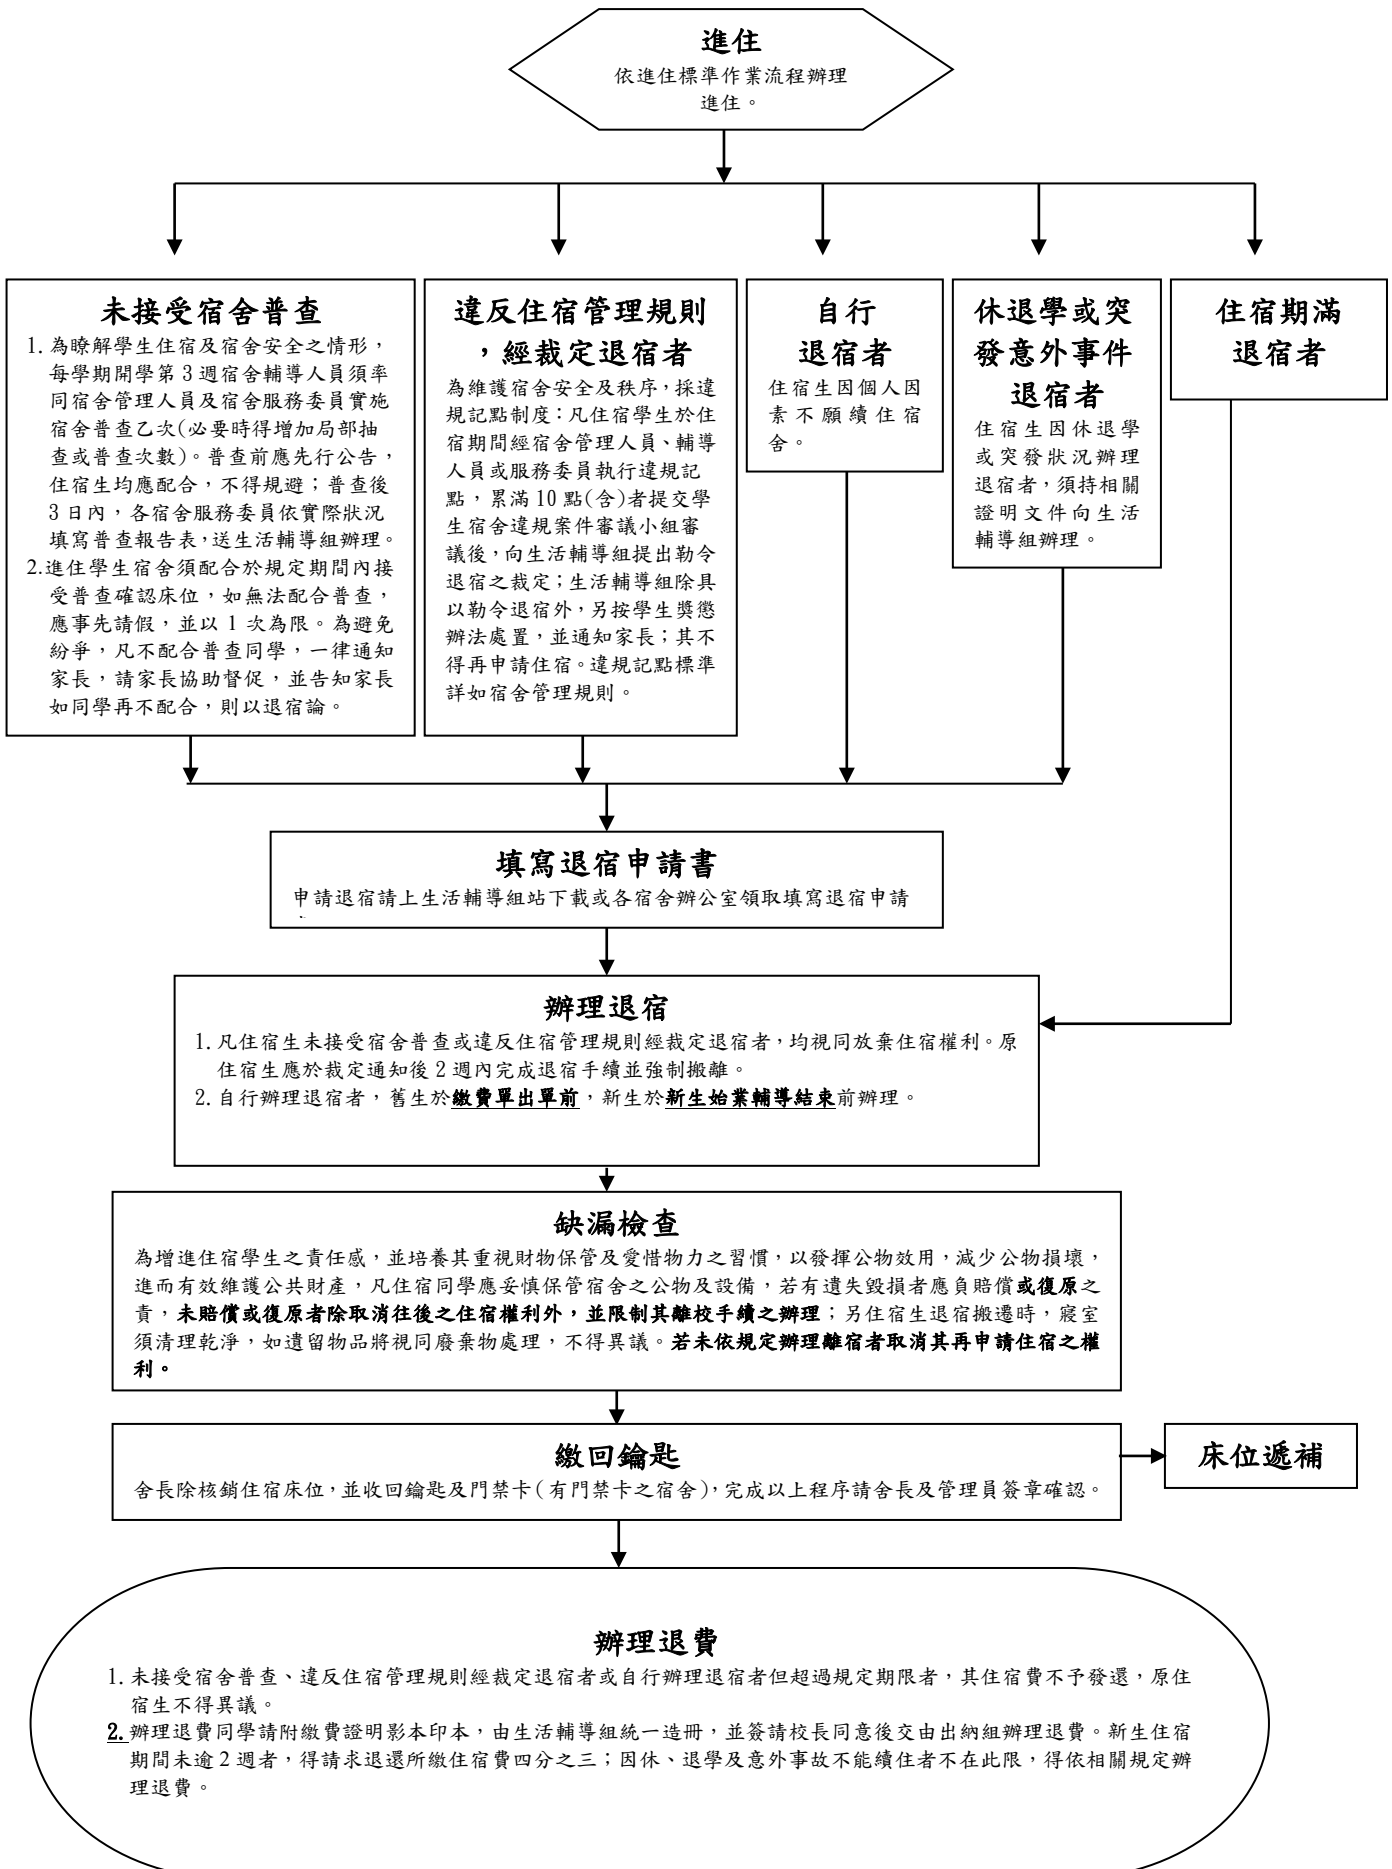 進住
依進住標準作業流程辦理
進住。
未接受宿舍普查
1.為瞭解學生住宿及宿舍安全之情形，
每學期開學第 3 週宿舍輔導人員須率
同宿舍管理人員及宿舍服務委員實施
宿舍普查乙次(必要時得增加局部抽
查或普查次數)。普查前應先行公告，
住宿生均應配合，不得規避；普查後
3 日內，各宿舍服務委員依實際狀況
填寫普查報告表，送生活輔導組辦理。
2.進住學生宿舍須配合於規定期間內接
受普查確認床位，如無法配合普查，
應事先請假，並以 1 次為限。為避免
紛爭，凡不配合普查同學，一律通知
家長，請家長協助督促，並告知家長
如同學再不配合，則以退宿論。
違反住宿管理規則
，經裁定退宿者
為維護宿舍安全及秩序，採違
規記點制度：凡住宿學生於住
宿期間經宿舍管理人員、輔導
人員或服務委員執行違規記
點，累滿 10 點(含)者提交學
生宿舍違規案件審議小組審
議後，向生活輔導組提出勒令
退宿之裁定；生活輔導組除具
以勒令退宿外，另按學生獎懲
辦法處置，並通知家長；其不
得再申請住宿。違規記點標準
詳如宿舍管理規則。
自行
退宿者
住宿生因個人因
素不願續住宿
舍。
休退學或突
發意外事件
退宿者
住宿生因休退學
或突發狀況辦理
退宿者，須持相關
證明文件向生活
輔導組辦理。
住宿期滿
退宿者
填寫退宿申請書
申請退宿請上生活輔導組站下載或各宿舍辦公室領取填寫退宿申請
辦理退宿
1.凡住宿生未接受宿舍普查或違反住宿管理規則經裁定退宿者，均視同放棄住宿權利。原
住宿生應於裁定通知後 2 週內完成退宿手續並強制搬離。
2.自行辦理退宿者，舊生於繳費單出單前，新生於新生始業輔導結束前辦理。
缺漏檢查
為增進住宿學生之責任感，並培養其重視財物保管及愛惜物力之習慣，以發揮公物效用，減少公物損壞，
進而有效維護公共財產，凡住宿同學應妥慎保管宿舍之公物及設備，若有遺失毀損者應負賠償或復原之
責，未賠償或復原者除取消往後之住宿權利外，並限制其離校手續之辦理；另住宿生退宿搬遷時，寢室
須清理乾淨，如遺留物品將視同廢棄物處理，不得異議。若未依規定辦理離宿者取消其再申請住宿之權
利。
繳回鑰匙
舍長除核銷住宿床位，並收回鑰匙及門禁卡(有門禁卡之宿舍)，完成以上程序請舍長及管理員簽章確認。
床位遞補
辦理退費
1.未接受宿舍普查、違反住宿管理規則經裁定退宿者或自行辦理退宿者但超過規定期限者，其住宿費不予發還，原住
宿生不得異議。
2.辦理退費同學請附繳費證明影本印本，由生活輔導組統一造冊，並簽請校長同意後交由出納組辦理退費。新生住宿
期間未逾 2 週者，得請求退還所繳住宿費四分之三；因休、退學及意外事故不能續住者不在此限，得依相關規定辦
理退費。